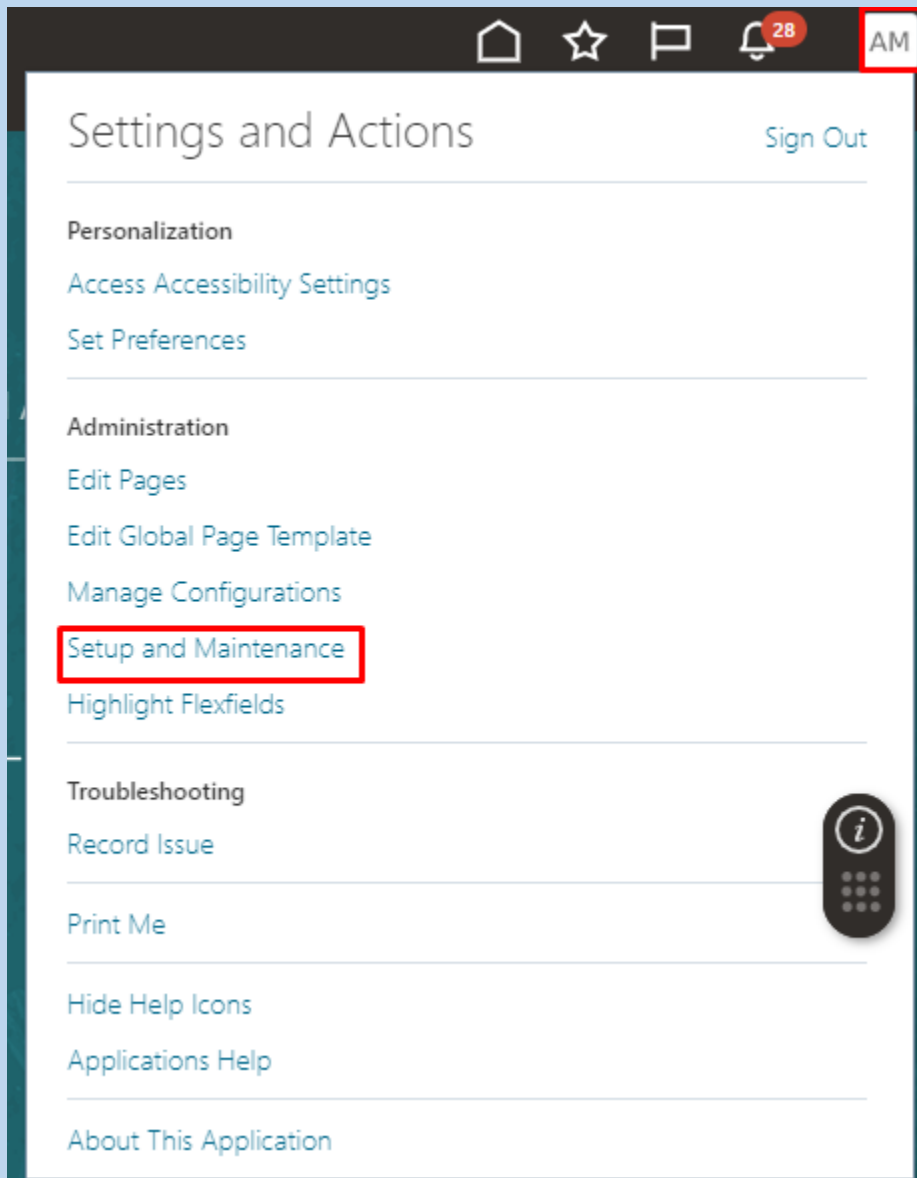 28
AM
Settings and Actions
Sign Out
Personalization
Access Accessibility Settings
Set Preferences
Administration
Edit Pages
Edit Global Page Template
Manage Configurations
Setup and Maintenance
Highlight Flexfields
Troubleshooting
Record Issue
Print Me
Hide Help Icons
Applications Help
About This Application